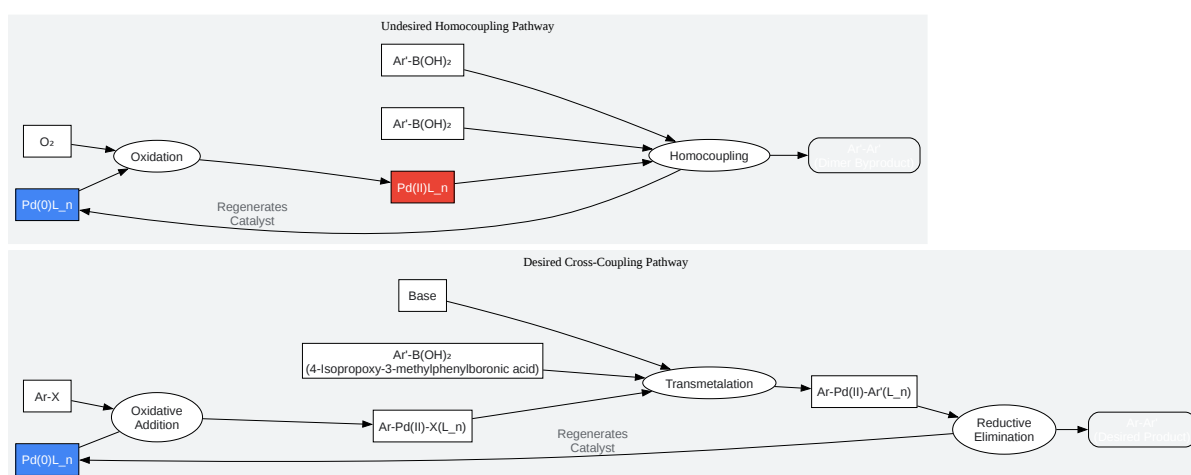 Undesired Homocoupling Pathway
Ar'-B(OH)₂
Ar'-B(OH)₂
O₂
Oxidation
Homocoupling
Ar'-Ar'
(Dimer Byproduct)
Pd(0)L_n
Pd(II)L_n
Regenerates
Catalyst
Desired Cross-Coupling Pathway
Base
Ar'-B(OH)₂
(4-Isopropoxy-3-methylphenylboronic acid)
Transmetalation
Ar-X
Oxidative
Addition
Ar-Pd(II)-X(L_n)
Ar-Pd(II)-Ar'(L_n)
Reductive
Elimination
Ar-Ar'
(Desired Product)
Pd(0)L_n
Regenerates
Catalyst